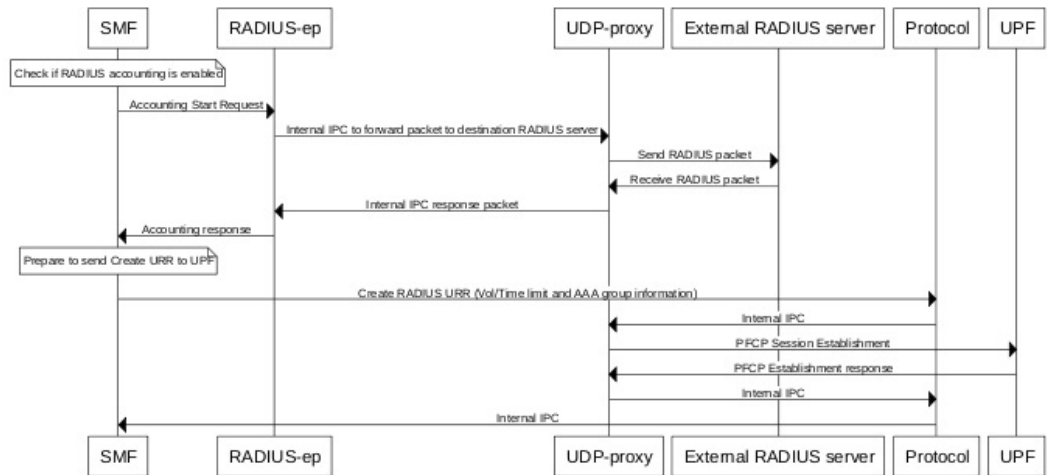 SMF
RADIUS-ep
UDP-proxy
External RADIUS server
Protocol
UPF
Check if RADIUS accounting is enabled
Accounting Start Request
Internal IPC to forward packet to destination RADIUS server
Send RADIUS packet
Receive RADIUS packet
Internal IPC response packet
Accounting response
Prepare to send Create URR to UPF
Create RADIUS URR (Vol/Time limit and AAA group information)
Internal IPC
PFCP Session Establishment
PFCP Establishment response
Internal IPC
Internal IPC
SMF
RADIUS-ep
UDP-proxy
External RADIUS server
Protocol
UPF